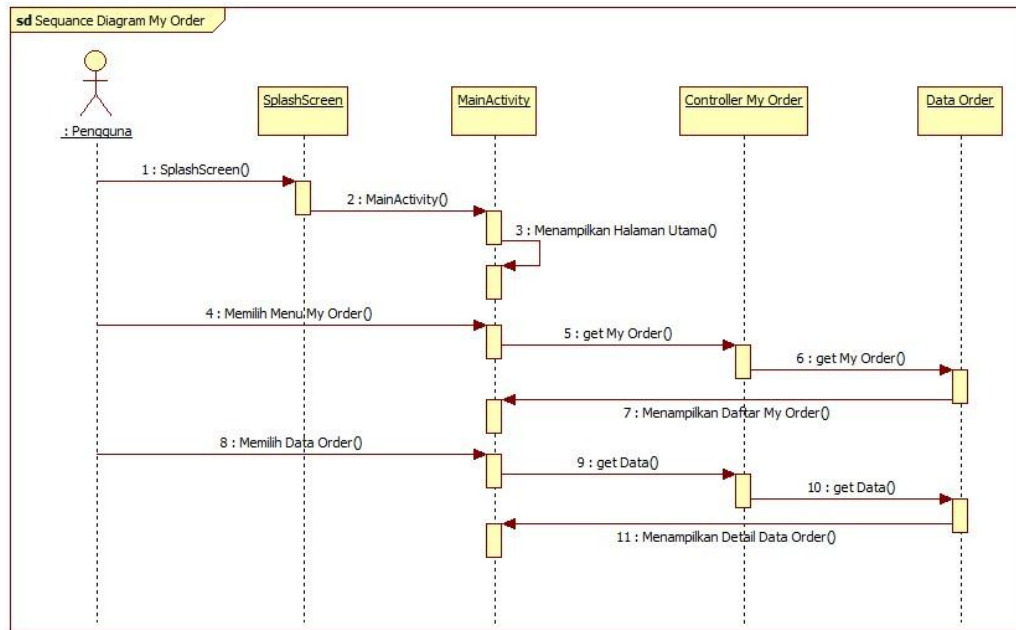 sd Sequance Diagram My Order
: Pengguna
SplashScreen
MainActivity
Controller My Order
Data Order
1 : SplashScreen()
2 : MainActivity()
3 : Menampilkan Halaman Utama()
4 : Memilih Menu My Order()
5 : get My Order()
6 : get My Order()
7 : Menampilkan Daftar My Order()
8 : Memilih Data Order()
9 : get Data()
10 : get Data()
11 : Menampilkan Detail Data Order()